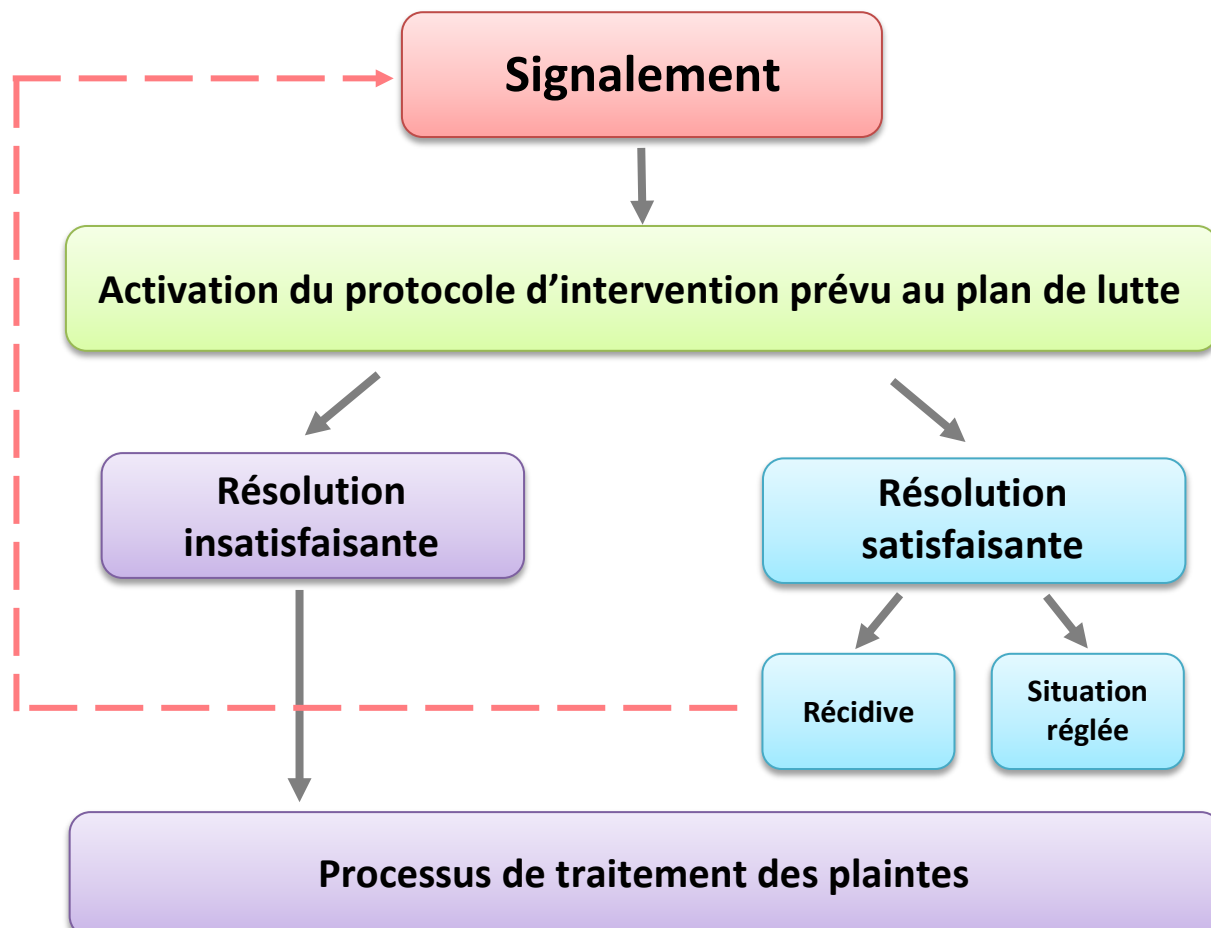 Signalement
Activation du protocole d’intervention prévu au plan de lutte
Résolution
insatisfaisante
Résolution
satisfaisante
Récidive
Situation
réglée
Processus de traitement des plaintes